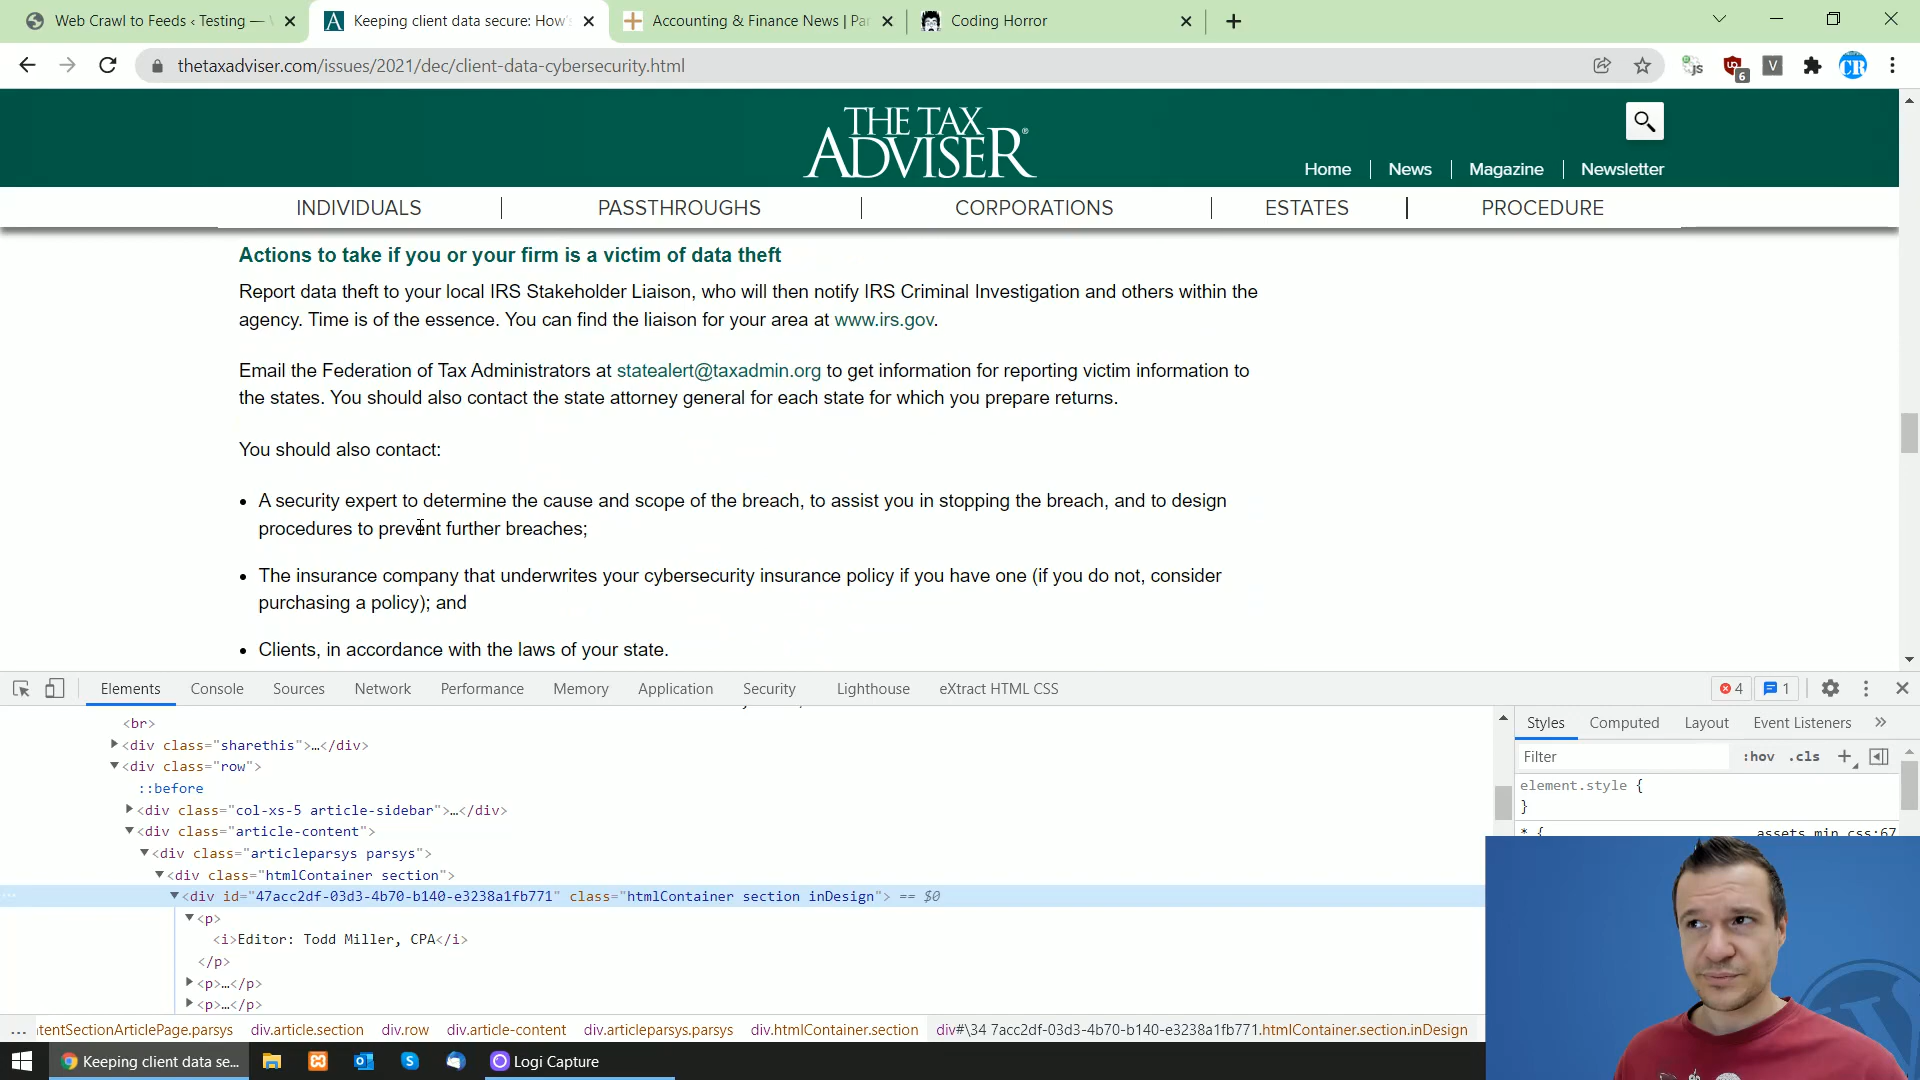 Web Crawl to Feeds ‹ Testing —
Keeping client data secure: How's
Accounting & Finance News | Par
Coding Horror
thetaxadviser.com/issues/2021/dec/client-data-cybersecurity.html
JS
6
V
CR
THE TAX
ADVISER®
Home
News
Magazine
Newsletter
INDIVIDUALS
PASSTHROUGHS
CORPORATIONS
ESTATES
PROCEDURE
Actions to take if you or your firm is a victim of data theft
Report data theft to your local IRS Stakeholder Liaison, who will then notify IRS Criminal Investigation and others within the
agency. Time is of the essence. You can find the liaison for your area at www.irs.gov.
Email the Federation of Tax Administrators at statealert@taxadmin.org to get information for reporting victim information to
the states. You should also contact the state attorney general for each state for which you prepare returns.
You should also contact:
• A security expert to determine the cause and scope of the breach, to assist you in stopping the breach, and to design
procedures to prevent further breaches;
• The insurance company that underwrites your cybersecurity insurance policy if you have one (if you do not, consider
purchasing a policy); and
• Clients, in accordance with the laws of your state.
Elements
Console
Sources
Network
Performance
Memory
Application
Security
Lighthouse
eXtract HTML CSS
4
1
<br>
<div class="sharethis">…</div>
<div class="row">
::before
<div class="col-xs-5 article-sidebar">…</div>
<div class="article-content">
<div class="articleparsys parsys">
<div class="htmlContainer section">
<div id="47acc2df-03d3-4b70-b140-e3238a1fb771" class="htmlContainer section inDesign"> == $0
<p>
<i>Editor: Todd Miller, CPA</i>
</p>
<p>…</p>
<p>…</p>
Styles
Computed
Layout
Event Listeners
»
Filter
:hov
.cls
+
element.style {
}
* {
assets.min.css:67
...
ntentSectionArticlePage.parsys
div.article.section
div.row
div.article-content
div.articleparsys.parsys
div.htmlContainer.section
div#\34 7acc2df-03d3-4b70-b140-e3238a1fb771.htmlContainer.section.inDesign
Keeping client data se...
Logi Capture